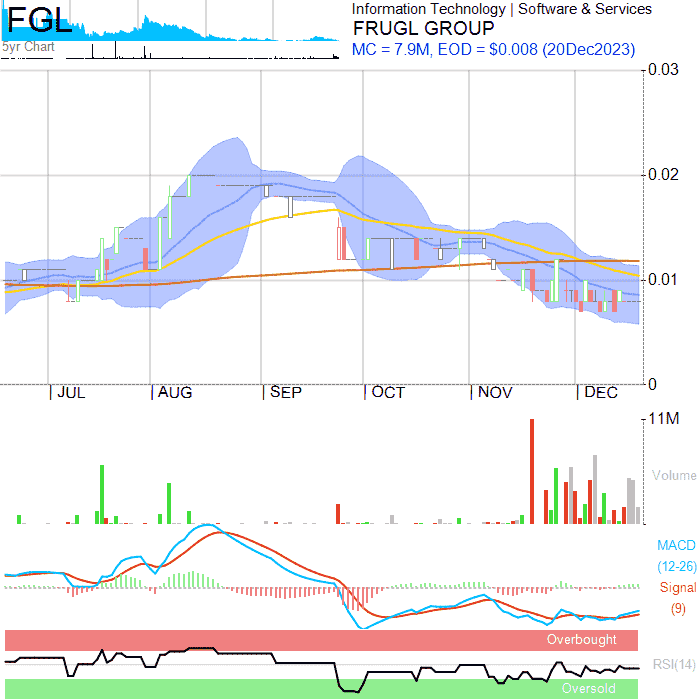 FGL
5yr Chart
Information Technology | Software & Services
FRUGL GROUP
MC = 7.9M, EOD = $0.008 (20Dec2023)
0.03
0.02
0.01
0
| JUL | AUG | SEP | OCT | NOV | DEC
11M
Volume
MACD
(12-26)
Signal
(9)
Overbought
RSI(14)
Oversold